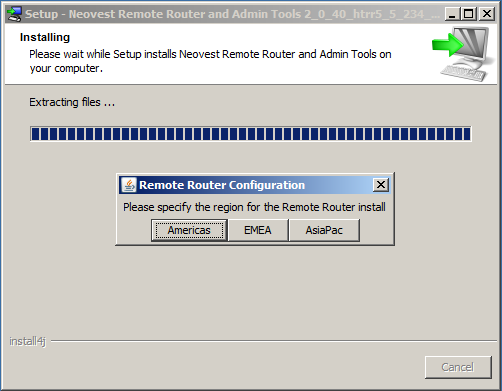 Setup - Neovest Remote Router and Admin Tools 2_0_40_htrr5_5_234_...
Installing
Please wait while Setup installs Neovest Remote Router and Admin Tools on
your computer.
Extracting files ...
Remote Router Configuration
Please specify the region for the Remote Router install
Americas EMEA AsiaPac
install4j
Cancel